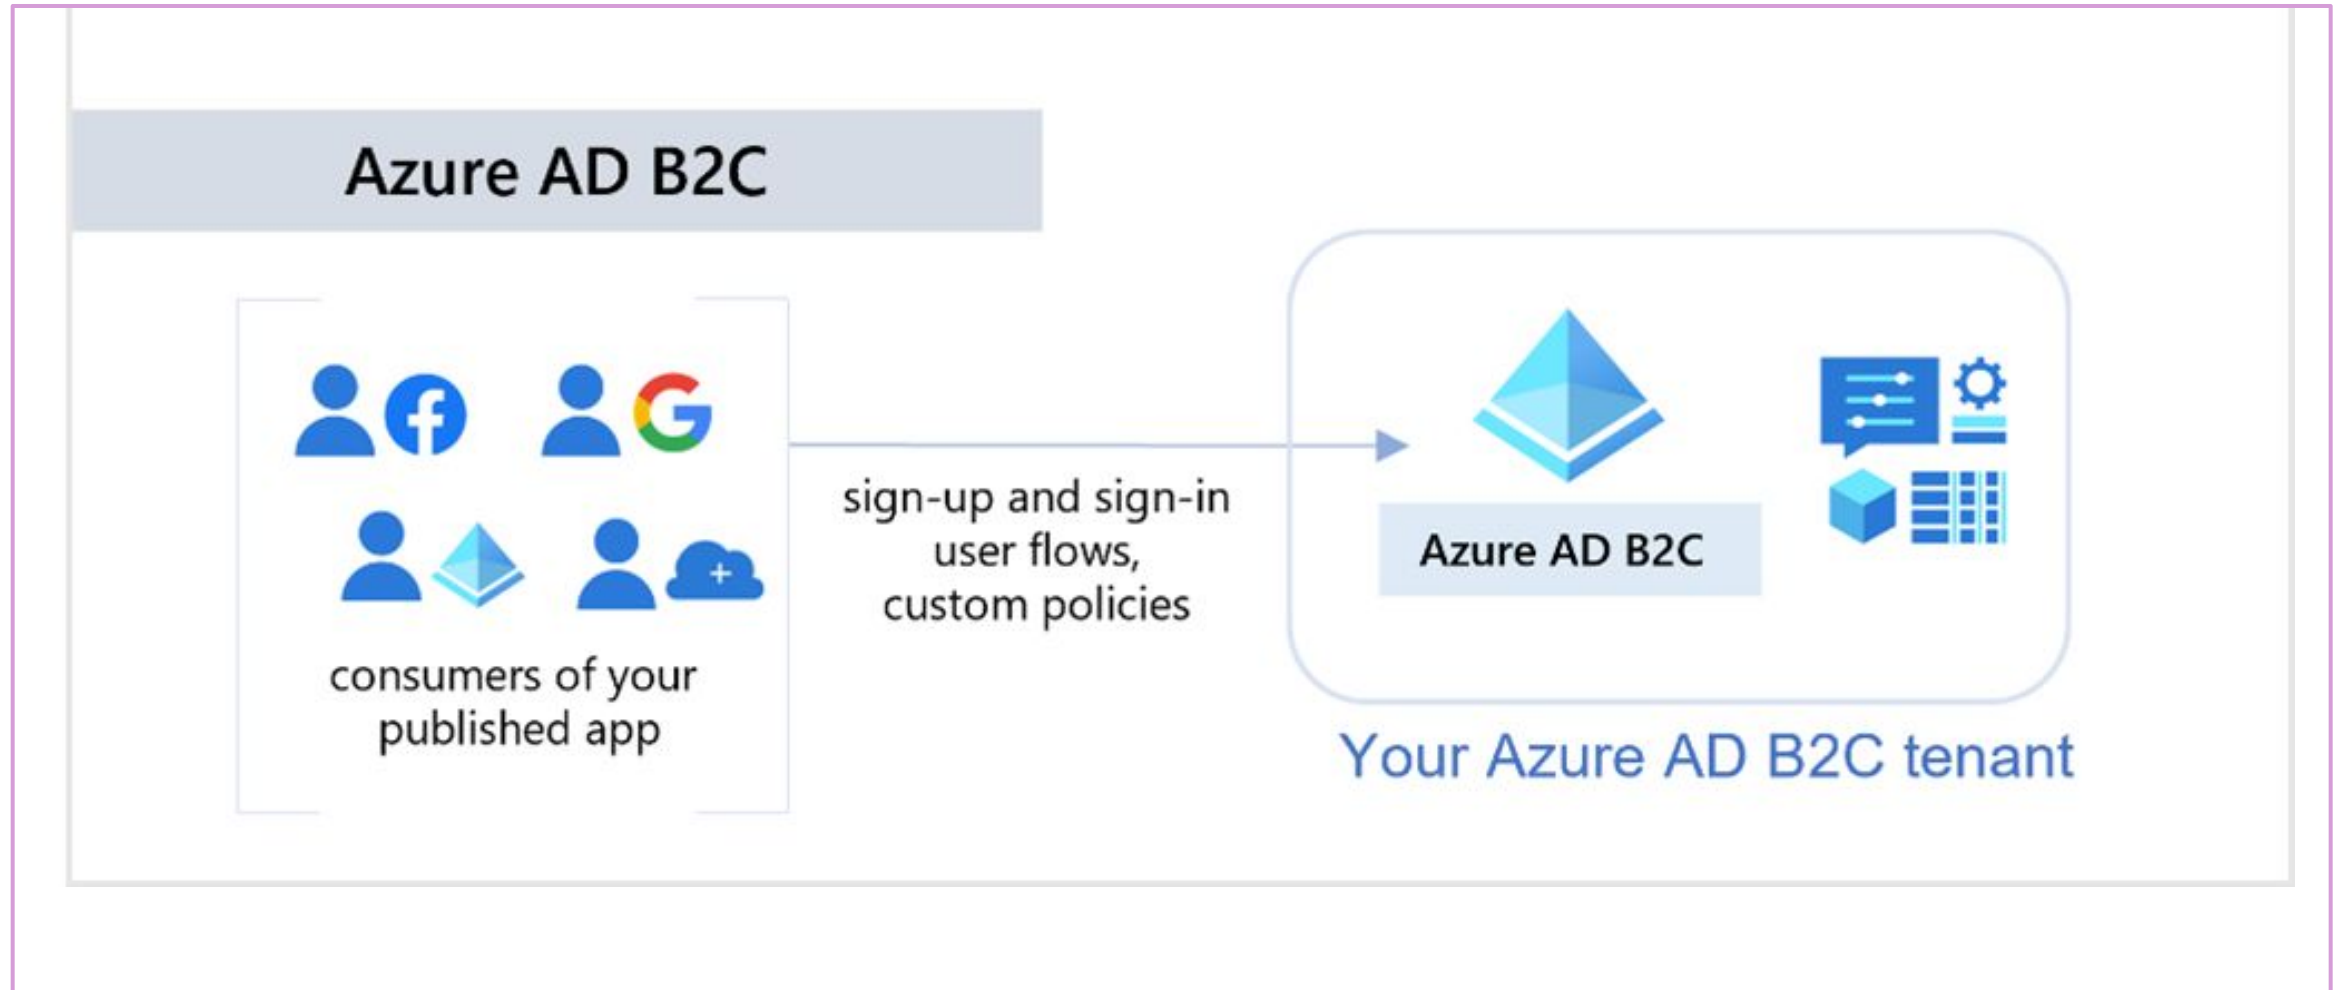 Azure AD B2C
sign-up and sign-in
user flows,
custom policies
consumers of your
published app
Azure AD B2C
Your Azure AD B2C tenant